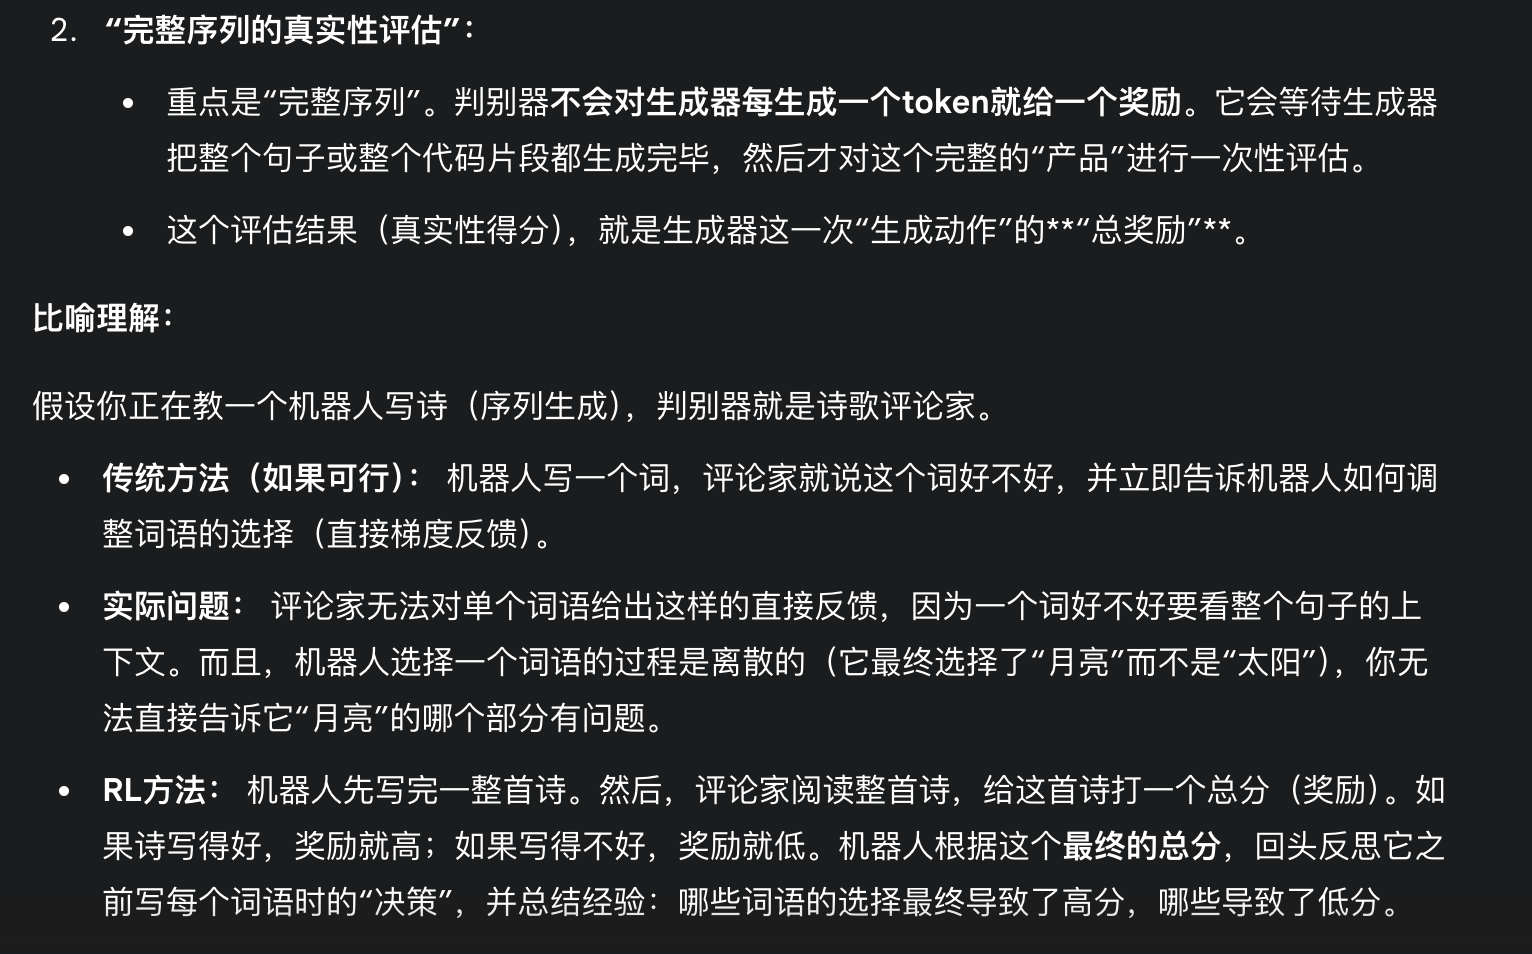 2. “完整序列的真实性评估”：
• 重点是“完整序列”。判别器不会对生成器每生成一个token就给一个奖励。它会等待生成器
把整个句子或整个代码片段都生成完毕，然后才对这个完整的“产品”进行一次性评估。
• 这个评估结果（真实性得分），就是生成器这一次“生成动作”的**“总奖励”**。
比喻理解：
假设你正在教一个机器人写诗（序列生成），判别器就是诗歌评论家。
• 传统方法（如果可行）： 机器人写一个词，评论家就说这个词好不好，并立即告诉机器人如何调
整词语的选择（直接梯度反馈）。
• 实际问题： 评论家无法对单个词语给出这样的直接反馈，因为一个词好不好要看整个句子的上
下文。而且，机器人选择一个词语的过程是离散的（它最终选择了“月亮”而不是“太阳”），你无
法直接告诉它“月亮”的哪个部分有问题。
• RL方法： 机器人先写完一整首诗。然后，评论家阅读整首诗，给这首诗打一个总分（奖励）。如
果诗写得好，奖励就高；如果写得不好，奖励就低。机器人根据这个最终的总分，回头反思它之
前写每个词语时的“决策”，并总结经验：哪些词语的选择最终导致了高分，哪些导致了低分。